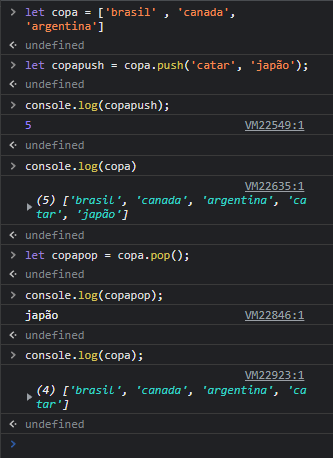 > let copa = ['brasil' , 'canada',
'argentina']
<· undefined
> let copapush = copa.push('catar', 'japão');
<· undefined
> console.log(copapush);
5 VM22549:1
<· undefined
> console.log(copa)
VM22635:1
▶ (5) ['brasil', 'canada', 'argentina', 'ca
tar', 'japão']
<· undefined
> let copapop = copa.pop();
<· undefined
> console.log(copapop);
japão VM22846:1
<· undefined
> console.log(copa);
VM22923:1
▶ (4) ['brasil', 'canada', 'argentina', 'ca
tar']
<· undefined
>